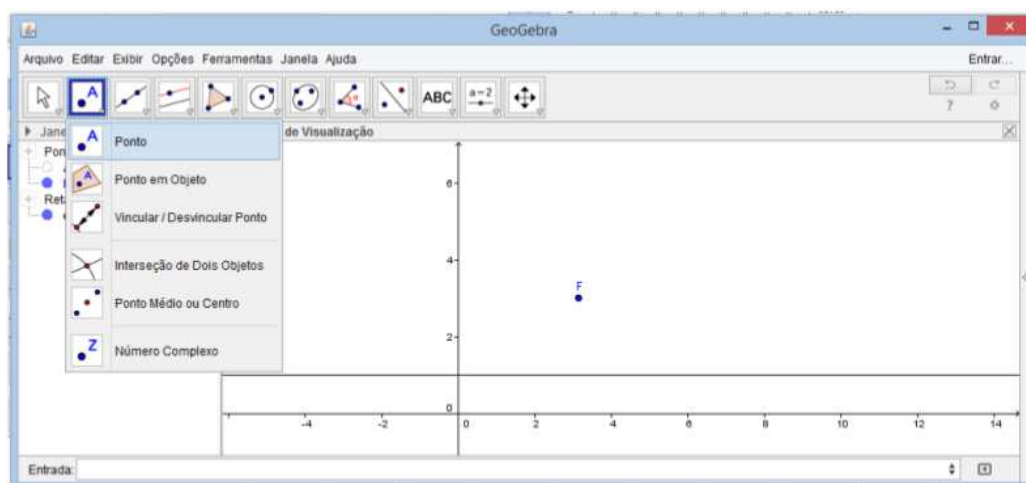 GeoGebra
Arquivo Editar Exibir Opções Ferramentas Janela Ajuda
Entrar...
A
ABC
a=2
?
Jane
de Visualização
A Ponto
Pon
A Ponto em Objeto
Ret
Vincular / Desvincular Ponto
Interseção de Dois Objetos
Ponto Médio ou Centro
Z Número Complexo
6
4
F
2
0
-4 -2 0 2 4 6 8 10 12 14
Entrada: